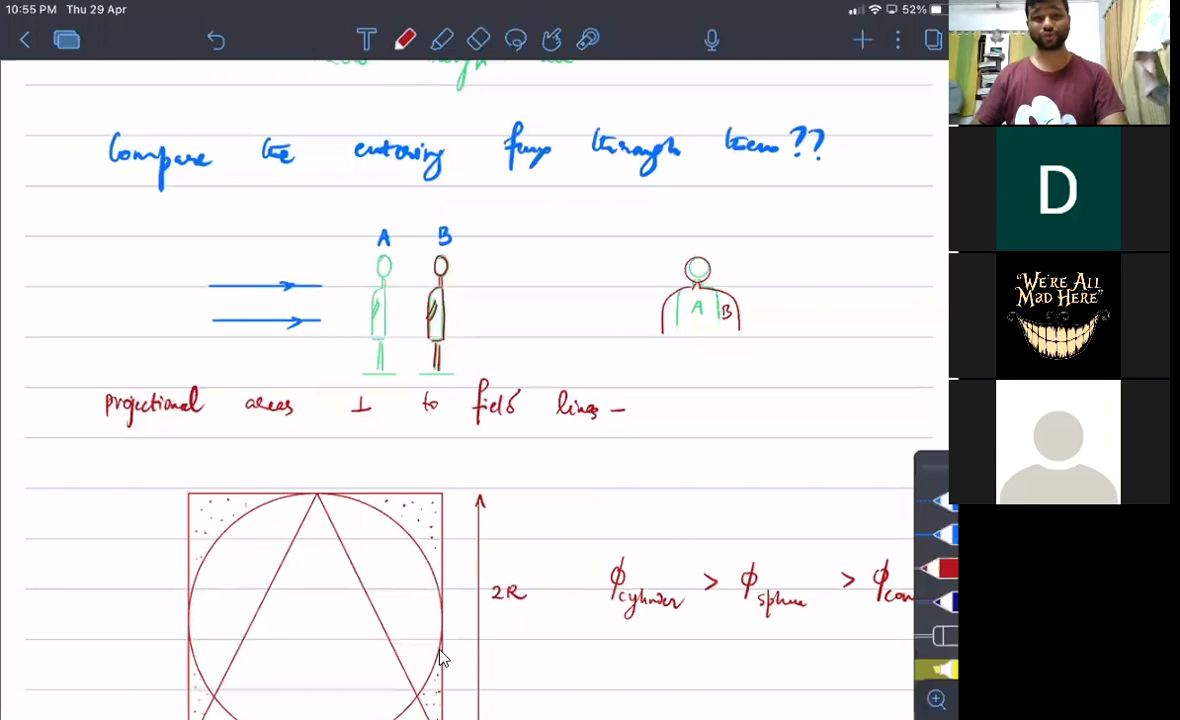 10:55 PM Thu 29 Apr
52%
Compare the entering flux through them??
A B
A B
projectional areas ⊥ to field lines -
2R
ϕcylinder > ϕsphere > ϕcon
D
"WE'RE ALL
MAD HERE"